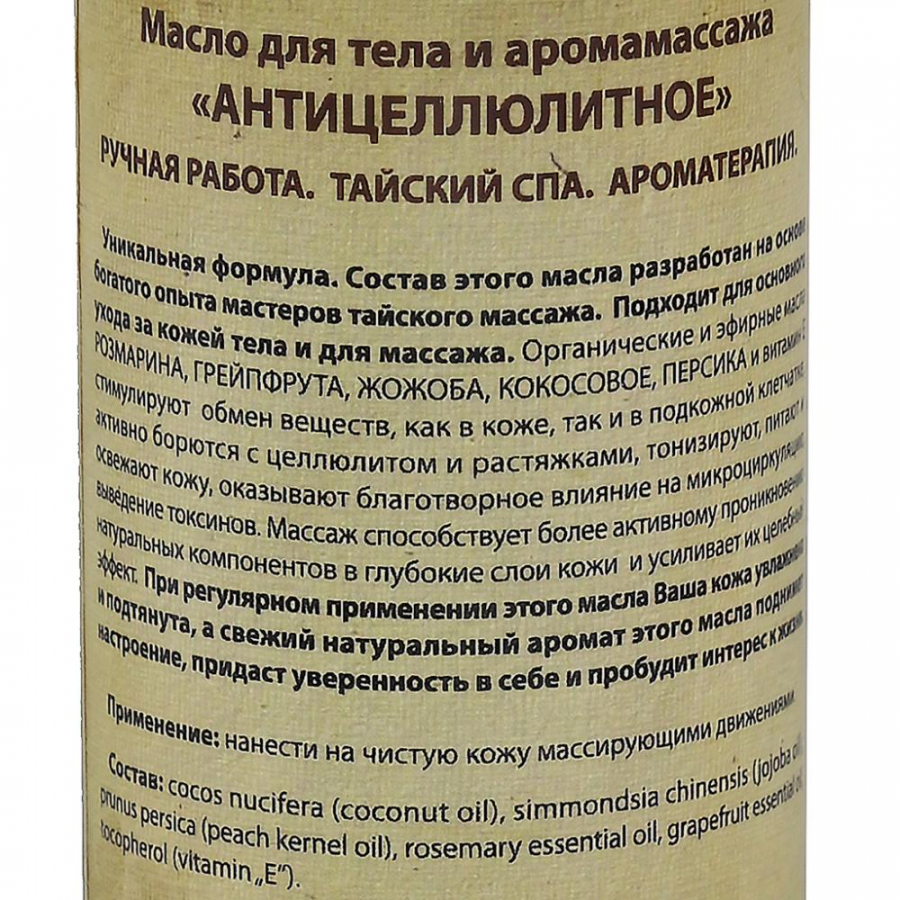 Масло для тела и аромамассажа
«АНТИЦЕЛЛЮЛИТНОЕ»
РУЧНАЯ РАБОТА. ТАЙСКИЙ СПА. АРОМАТЕРАПИЯ.
Уникальная формула. Состав этого масла разработан на основе
богатого опыта мастеров тайского массажа. Подходит для основного
ухода за кожей тела и для массажа. Органические и эфирные масла
РОЗМАРИНА, ГРЕЙПФРУТА, ЖОЖОБА, КОКОСОВОЕ, ПЕРСИКА и витамин Е
стимулируют обмен веществ, как в коже, так и в подкожной клетчатке,
активно борются с целлюлитом и растяжками, тонизируют, питают и
освежают кожу, оказывают благотворное влияние на микроциркуляцию,
выведение токсинов. Массаж способствует более активному проникновению
натуральных компонентов в глубокие слои кожи и усиливает их целебный
эффект. При регулярном применении этого масла Ваша кожа увлажнена
и подтянута, а свежий натуральный аромат этого масла поднимет
настроение, придаст уверенность в себе и пробудит интерес к жизни.
Применение: нанести на чистую кожу массирующими движениями.
Состав: cocos nucifera (coconut oil), simmondsia chinensis (jojoba oil),
prunus persica (peach kernel oil), rosemary essential oil, grapefruit essential oil,
tocopherol (vitamin „E”).